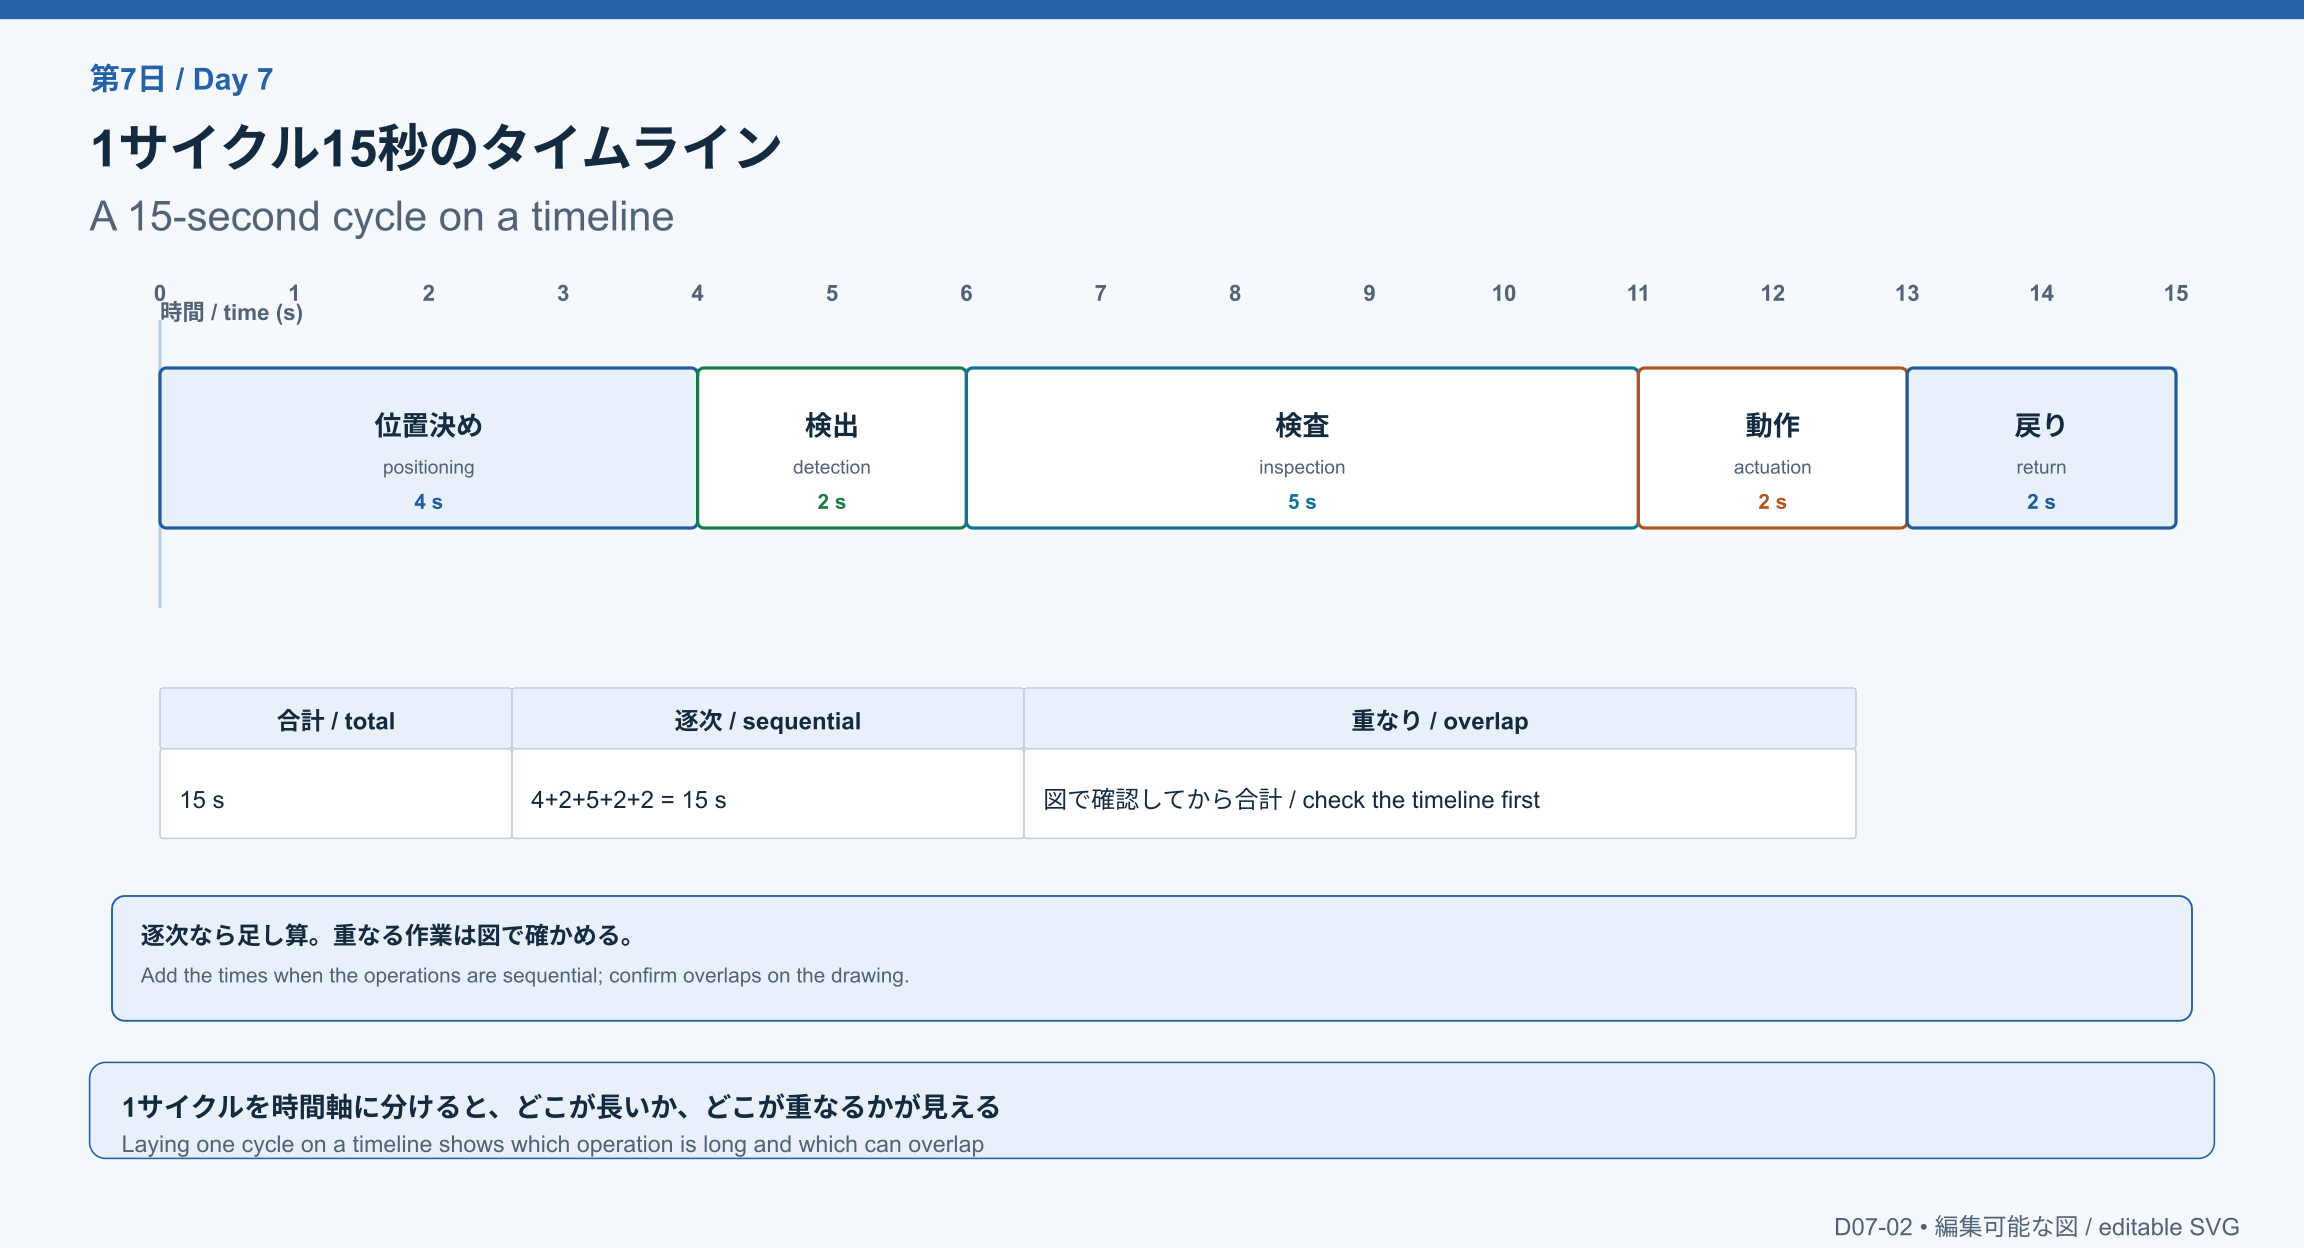 第7日 / Day 7
1サイクル15秒のタイムライン
A 15-second cycle on a timeline
0 1 2 3 4 5 6 7 8 9 10 11 12 13 14 15
時間 / time (s)
位置決め 検出 検査 動作 戻り
positioning detection inspection actuation return
4 s 2 s 5 s 2 s 2 s
合計 / total 逐次 / sequential 重なり / overlap
15 s 4+2+5+2+2 = 15 s 図で確認してから合計 / check the timeline first
逐次なら足し算。重なる作業は図で確かめる。
Add the times when the operations are sequential; confirm overlaps on the drawing.
1サイクルを時間軸に分けると、どこが長いか、どこが重なるかが見える
Laying one cycle on a timeline shows which operation is long and which can overlap
D07-02 • 編集可能な図 / editable SVG